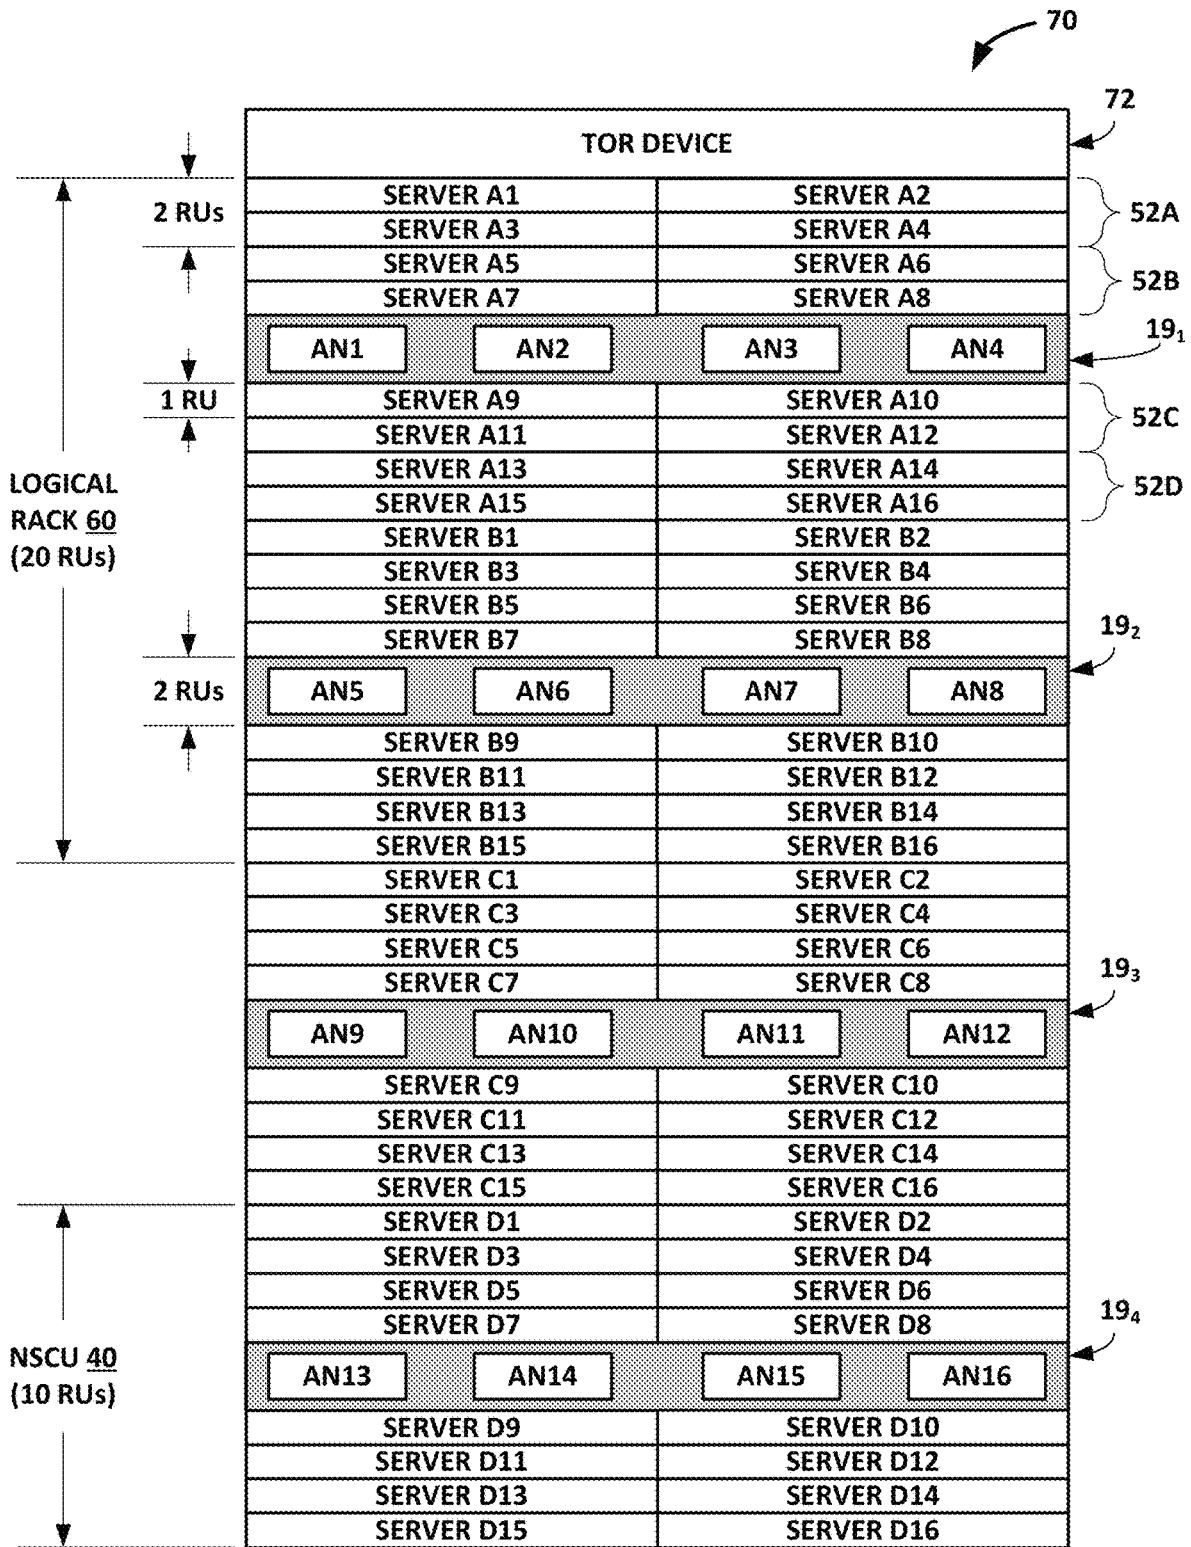 70
72
TOR DEVICE
SERVER A1 SERVER A2
2 RUs 52A
SERVER A3 SERVER A4
SERVER A5 SERVER A6
52B
SERVER A7 SERVER A8
19₁
AN1 AN2 AN3 AN4
1 RU SERVER A9 SERVER A10
52C
SERVER A11 SERVER A12
SERVER A13 SERVER A14
LOGICAL 52D
RACK 60 SERVER A15 SERVER A16
(20 RUs)
SERVER B1 SERVER B2
SERVER B3 SERVER B4
SERVER B5 SERVER B6
SERVER B7 SERVER B8
19₂
2 RUs AN5 AN6 AN7 AN8
SERVER B9 SERVER B10
SERVER B11 SERVER B12
SERVER B13 SERVER B14
SERVER B15 SERVER B16
SERVER C1 SERVER C2
SERVER C3 SERVER C4
SERVER C5 SERVER C6
SERVER C7 SERVER C8
19₃
AN9 AN10 AN11 AN12
SERVER C9 SERVER C10
SERVER C11 SERVER C12
SERVER C13 SERVER C14
SERVER C15 SERVER C16
SERVER D1 SERVER D2
SERVER D3 SERVER D4
SERVER D5 SERVER D6
SERVER D7 SERVER D8
19₄
NSCU 40
(10 RUs)
AN13 AN14 AN15 AN16
SERVER D9 SERVER D10
SERVER D11 SERVER D12
SERVER D13 SERVER D14
SERVER D15 SERVER D16